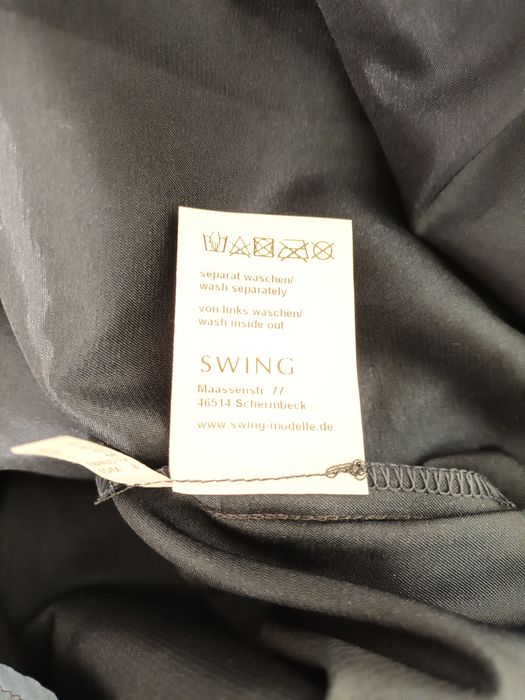 separat waschen/
wash separately
von links waschen/
wash inside out
SWING
Maassenstr. 77
46514 Schermbeck
www.swing-modelle.de